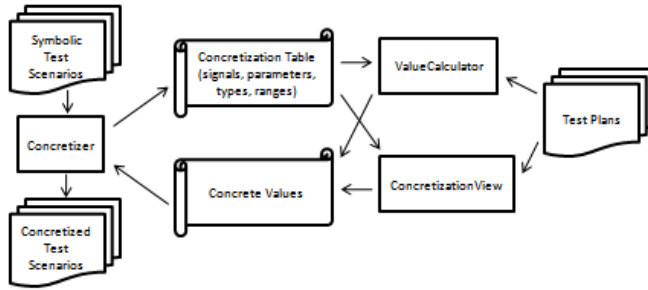 Symbolic
Test
Scenarios
Concretization Table
(signals, parameters,
types, ranges)
ValueCalculator
Test Plans
Concretizer
Concrete Values
ConcretizationView
Concretized
Test
Scenarios